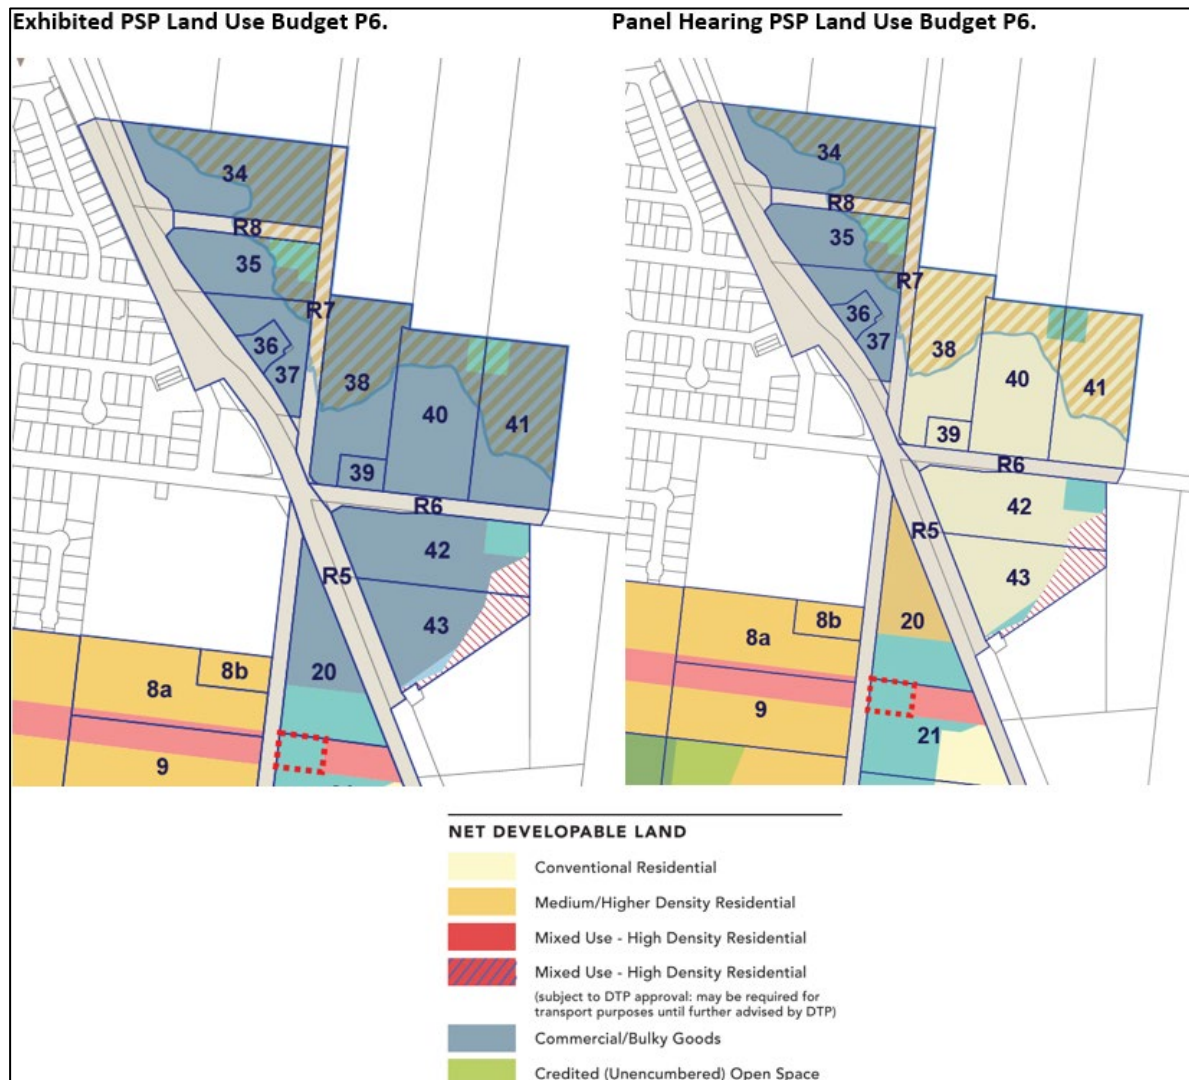 Exhibited PSP Land Use Budget P6.
Panel Hearing PSP Land Use Budget P6.
34
R8
35
R7
36
37
38
40
41
39
R6
42
R5
43
20
8b
8a
9
34
R8
35
R7
36
37
38
40
41
39
R6
42
R5
43
20
8b
8a
9
21
NET DEVELOPABLE LAND
Conventional Residential
Medium/Higher Density Residential
Mixed Use - High Density Residential
Mixed Use - High Density Residential
(subject to DTP approval: may be required for
transport purposes until further advised by DTP)
Commercial/Bulky Goods
Credited (Unencumbered) Open Space